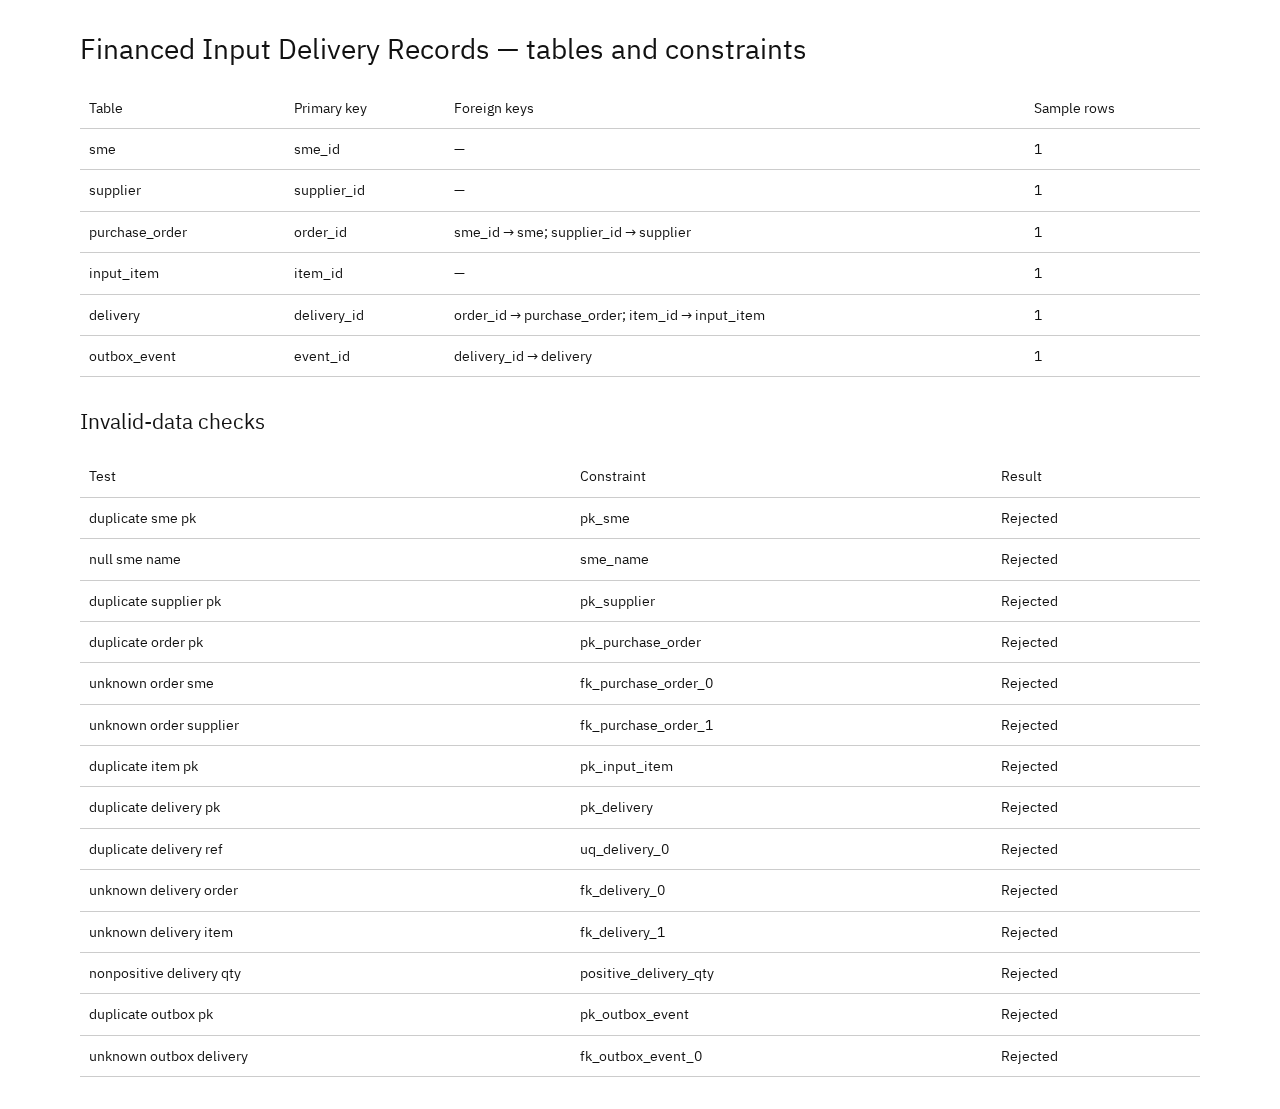 Financed Input Delivery Records — tables and constraints
Table Primary key Foreign keys Sample rows
sme sme_id — 1
supplier supplier_id — 1
purchase_order order_id sme_id → sme; supplier_id → supplier 1
input_item item_id — 1
delivery delivery_id order_id → purchase_order; item_id → input_item 1
outbox_event event_id delivery_id → delivery 1
Invalid-data checks
Test Constraint Result
duplicate sme pk pk_sme Rejected
null sme name sme_name Rejected
duplicate supplier pk pk_supplier Rejected
duplicate order pk pk_purchase_order Rejected
unknown order sme fk_purchase_order_0 Rejected
unknown order supplier fk_purchase_order_1 Rejected
duplicate item pk pk_input_item Rejected
duplicate delivery pk pk_delivery Rejected
duplicate delivery ref uq_delivery_0 Rejected
unknown delivery order fk_delivery_0 Rejected
unknown delivery item fk_delivery_1 Rejected
nonpositive delivery qty positive_delivery_qty Rejected
duplicate outbox pk pk_outbox_event Rejected
unknown outbox delivery fk_outbox_event_0 Rejected